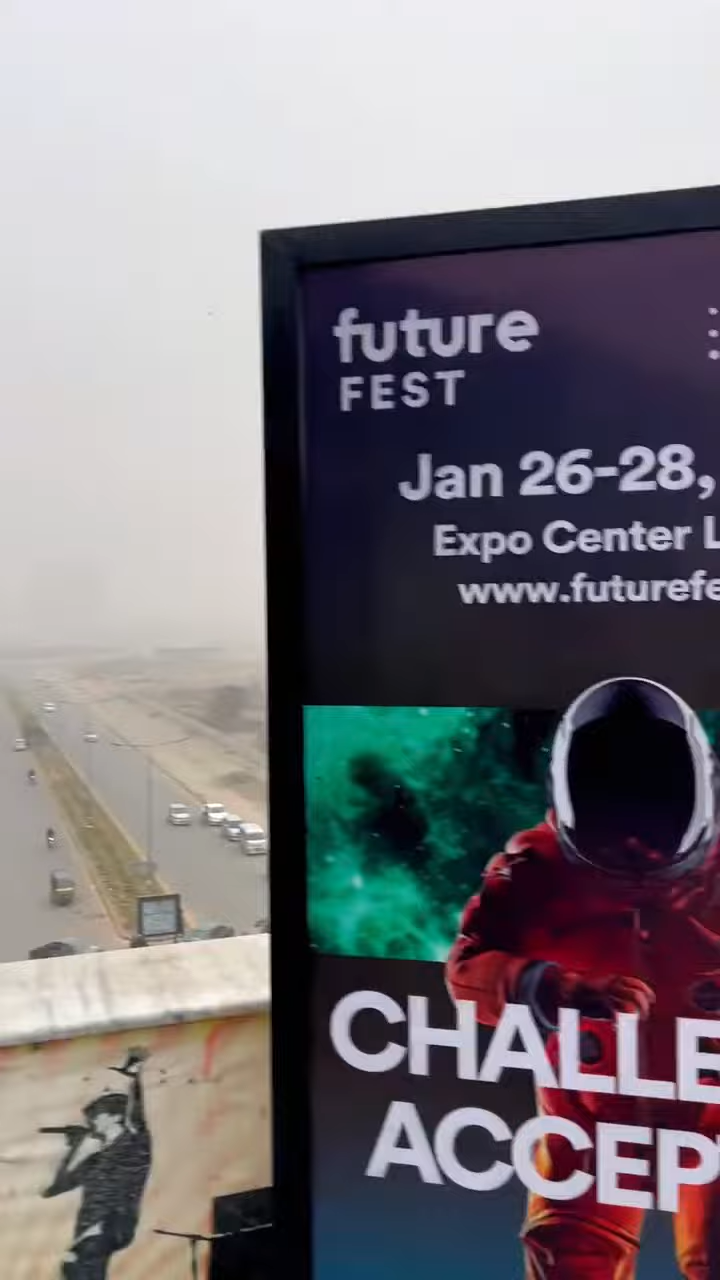 future
FEST
Jan 26-28,
Expo Center L
www.futurefe
CHALLE
ACCEP